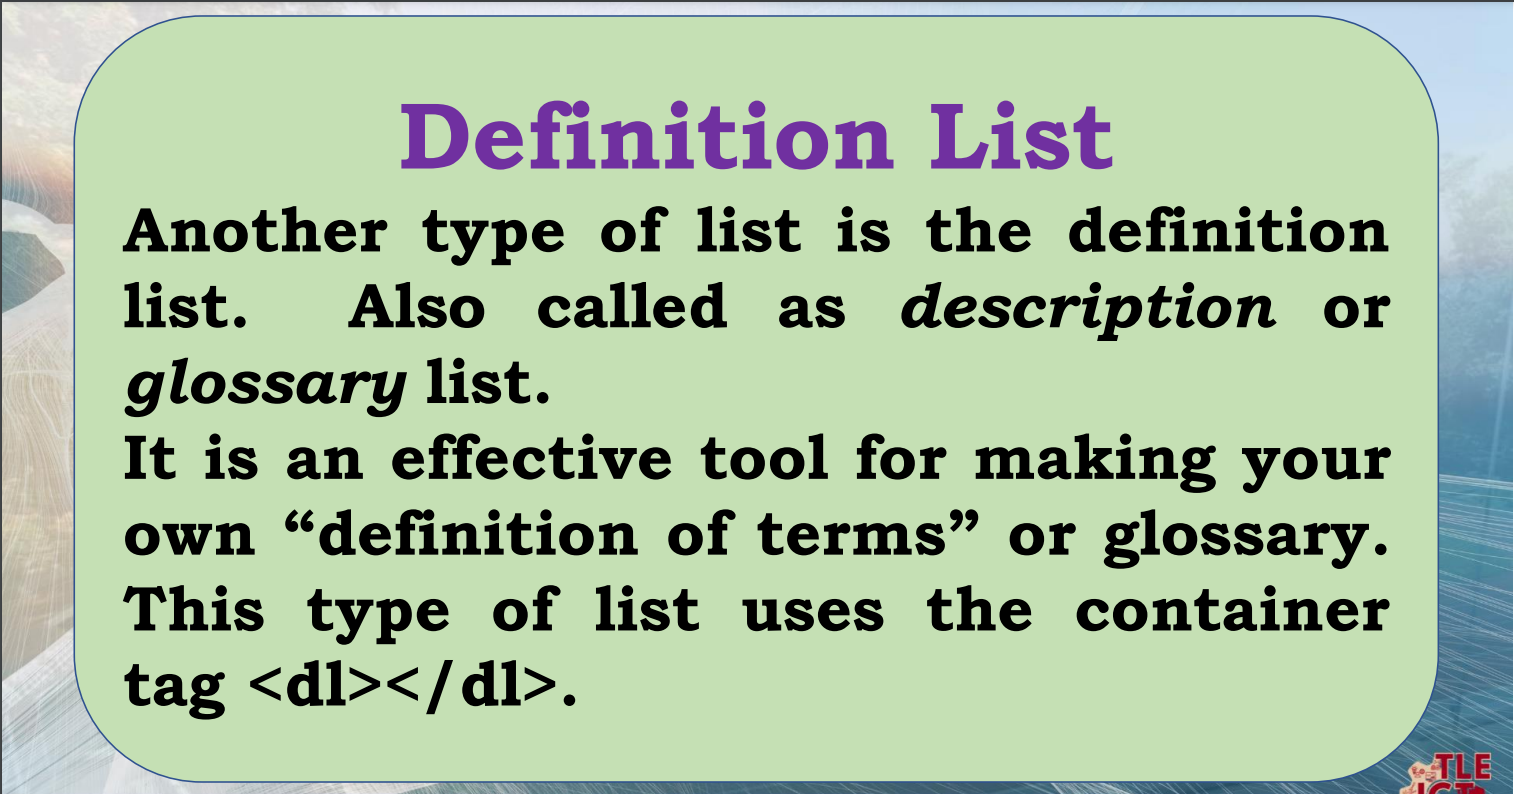 Definition List
Another type of list is the definition
list. Also called as description or
glossary list.
It is an effective tool for making your
own “definition of terms” or glossary.
This type of list uses the container
tag <dl></dl>.
TLE